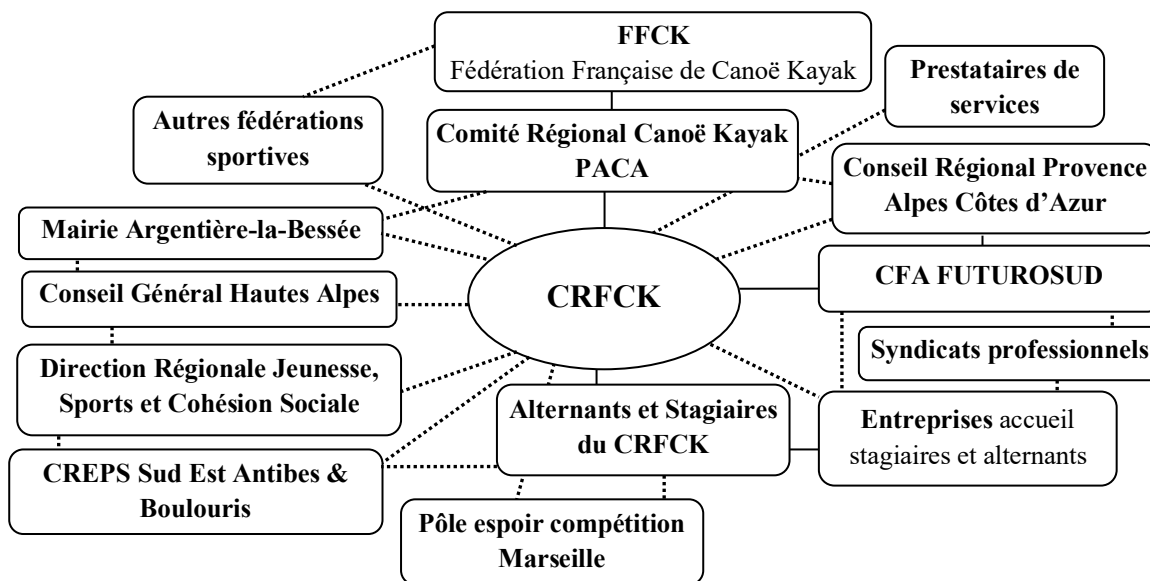 FFCK
Fédération Française de Canoë Kayak
Prestataires de
services
Autres fédérations
sportives
Comité Régional Canoë Kayak
PACA
Conseil Régional Provence
Alpes Côtes d’Azur
Mairie Argentière-la-Bessée
Conseil Général Hautes Alpes
CRFCK
CFA FUTUROSUD
Syndicats professionnels
Direction Régionale Jeunesse,
Sports et Cohésion Sociale
Alternants et Stagiaires
du CRFCK
Entreprises accueil
stagiaires et alternants
CREPS Sud Est Antibes &
Boulouris
Pôle espoir compétition
Marseille